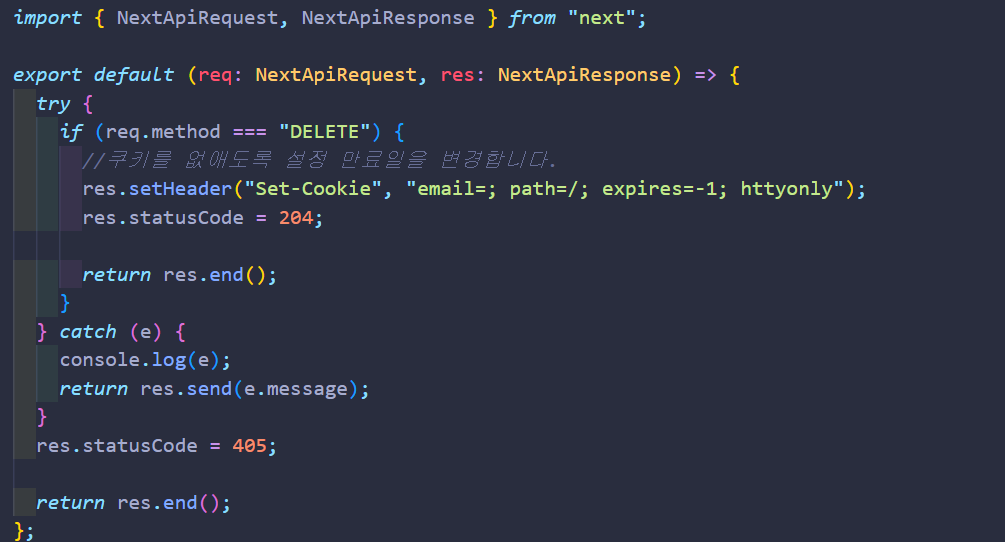 import { NextApiRequest, NextApiResponse } from "next";
export default (req: NextApiRequest, res: NextApiResponse) => {
try {
if (req.method === "DELETE") {
//쿠키를 없애도록 설정 만료일을 변경합니다.
res.setHeader("Set-Cookie", "email=; path=/; expires=-1; httyonly");
res.statusCode = 204;
return res.end();
}
} catch (e) {
console.log(e);
return res.send(e.message);
}
res.statusCode = 405;
return res.end();
};